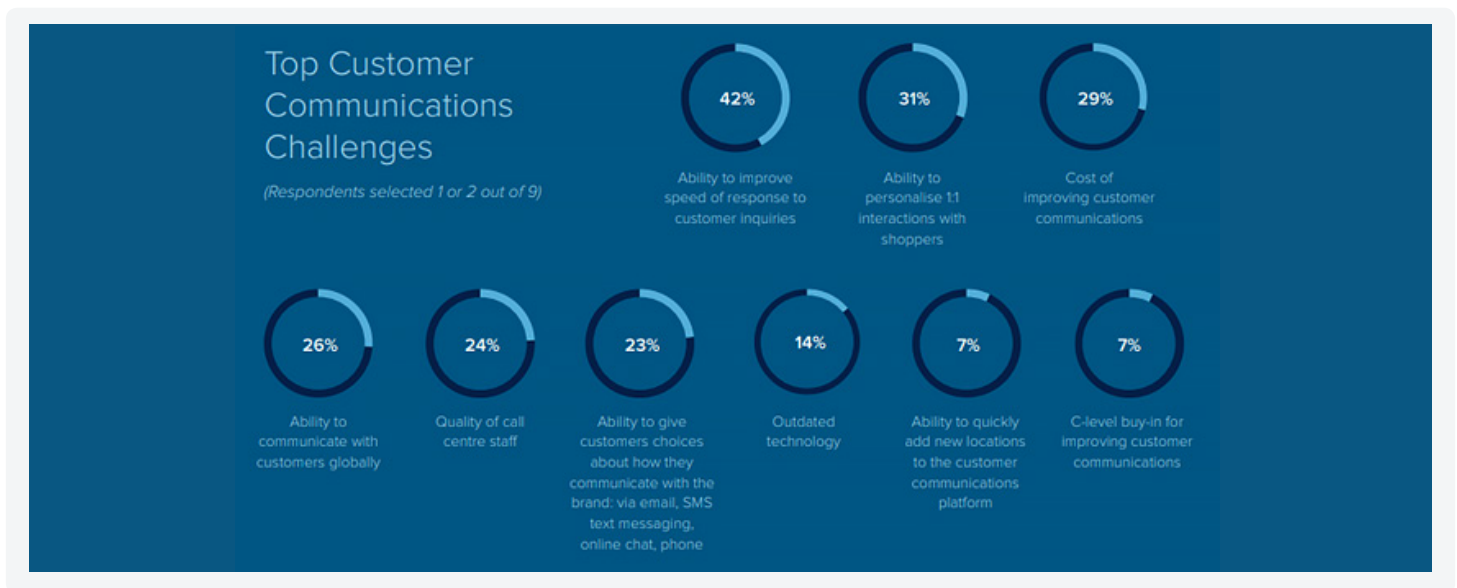 Top Customer
Communications
Challenges
(Respondents selected 1 or 2 out of 9)
42%
Ability to improve
speed of response to
customer inquiries
31%
Ability to
personalise 1:1
interactions with
shoppers
29%
Cost of
improving customer
communications
26%
Ability to
communicate with
customers globally
24%
Quality of call
centre staff
23%
Ability to give
customers choices
about how they
communicate with the
brand: via email, SMS
text messaging,
online chat, phone
14%
Outdated
technology
7%
Ability to quickly
add new locations
to the customer
communications
platform
7%
C-level buy-in for
improving customer
communications